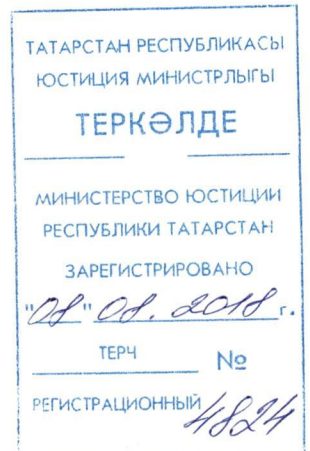 ТАТАРСТАН РЕСПУБЛИКАСЫ
ЮСТИЦИЯ МИНИСТРЛЫГЫ
ТЕРКӘЛДЕ
МИНИСТЕРСТВО ЮСТИЦИИ
РЕСПУБЛИКИ ТАТАРСТАН
ЗАРЕГИСТРИРОВАНО
"08" 08. 2018 г.
ТЕРЧ №
РЕГИСТРАЦИОННЫЙ 4824